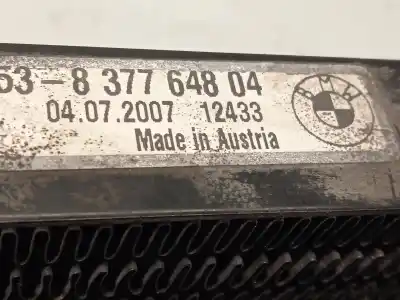 53-8 377 648 04
04.07.2007 12433
Made in Austria
BMW